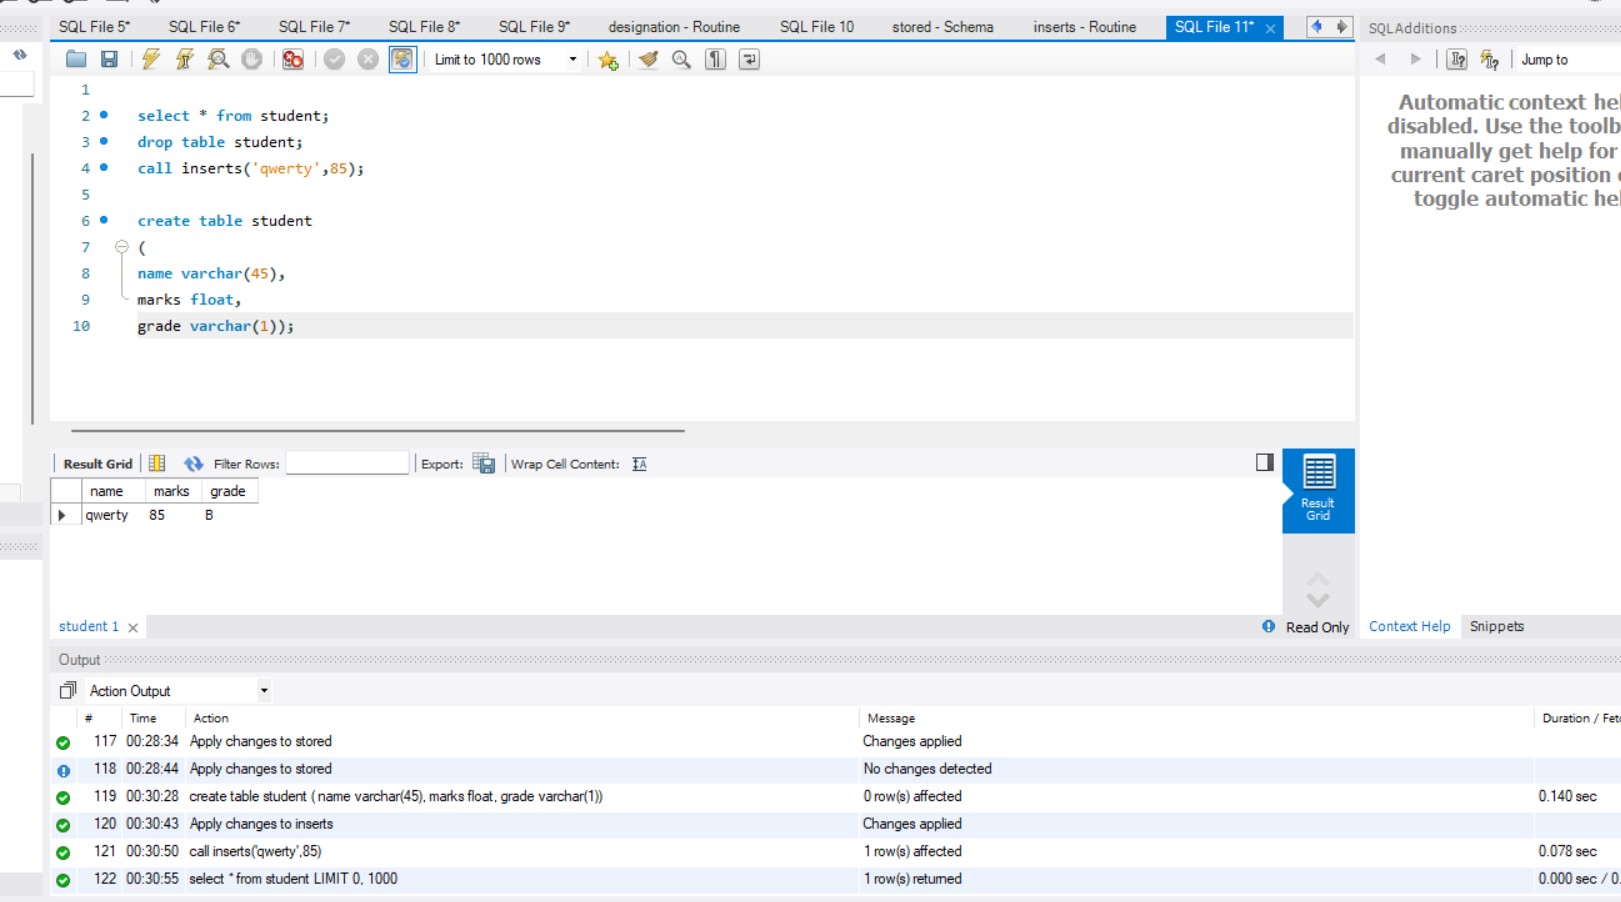 SQL File 5* SQL File 6* SQL File 7* SQL File 8* SQL File 9* designation - Routine SQL File 10 stored - Schema inserts - Routine SQL File 11*
SQLAdditions
Limit to 1000 rows
Jump to
1
2 select * from student;
3 drop table student;
4 call inserts('qwerty',85);
5
6 create table student
7 (
8 name varchar(45),
9 marks float,
10 grade varchar(1));
Automatic context
disabled. Use the
manually get help for
current caret position
toggle automatic
Result Grid Filter Rows: Export: Wrap Cell Content: IA
name marks grade
qwerty 85 B
Result
Grid
student 1
Read Only
Context Help Snippets
Output
Action Output
# Time Action Message Duration /
117 00:28:34 Apply changes to stored Changes applied
118 00:28:44 Apply changes to stored No changes detected
119 00:30:28 create table student ( name varchar(45), marks float, grade varchar(1)) 0 row(s) affected 0.140 sec
120 00:30:43 Apply changes to inserts Changes applied
121 00:30:50 call inserts('qwerty',85) 1 row(s) affected 0.078 sec
122 00:30:55 select * from student LIMIT 0, 1000 1 row(s) returned 0.000 sec /